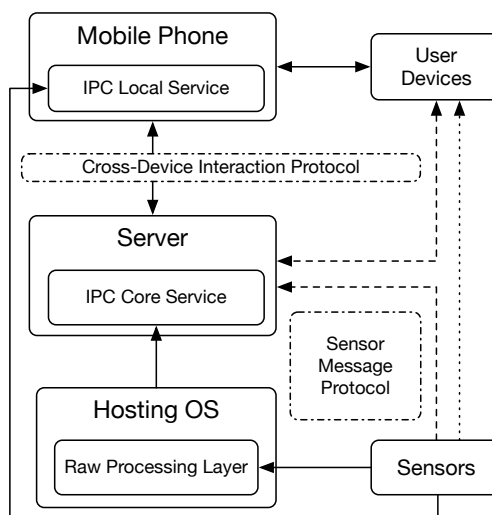 Mobile Phone
IPC Local Service
User
Devices
Cross-Device Interaction Protocol
Server
IPC Core Service
Sensor
Message
Protocol
Hosting OS
Raw Processing Layer
Sensors